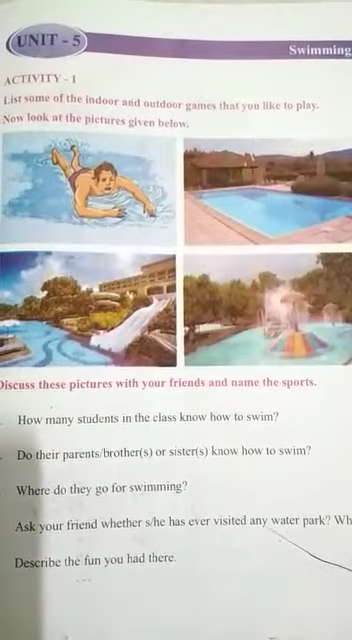 UNIT - 5
Swimming
ACTIVITY - 1
List some of the indoor and outdoor games that you like to play.
Now look at the pictures given below.
Discuss these pictures with your friends and name the sports.
How many students in the class know how to swim?
Do their parents/brother(s) or sister(s) know how to swim?
Where do they go for swimming?
Ask your friend whether s/he has ever visited any water park? Wh
Describe the fun you had there.